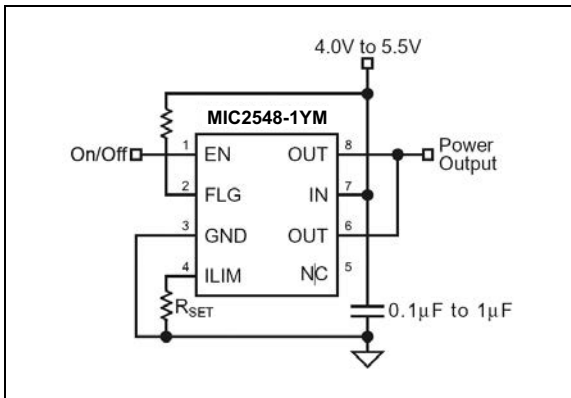 4.0V to 5.5V
MIC2548-1YM
On/Off 1 EN OUT 8 Power Output
2 FLG IN 7
3 GND OUT 6
4 ILIM NC 5
RSET
0.1μF to 1μF